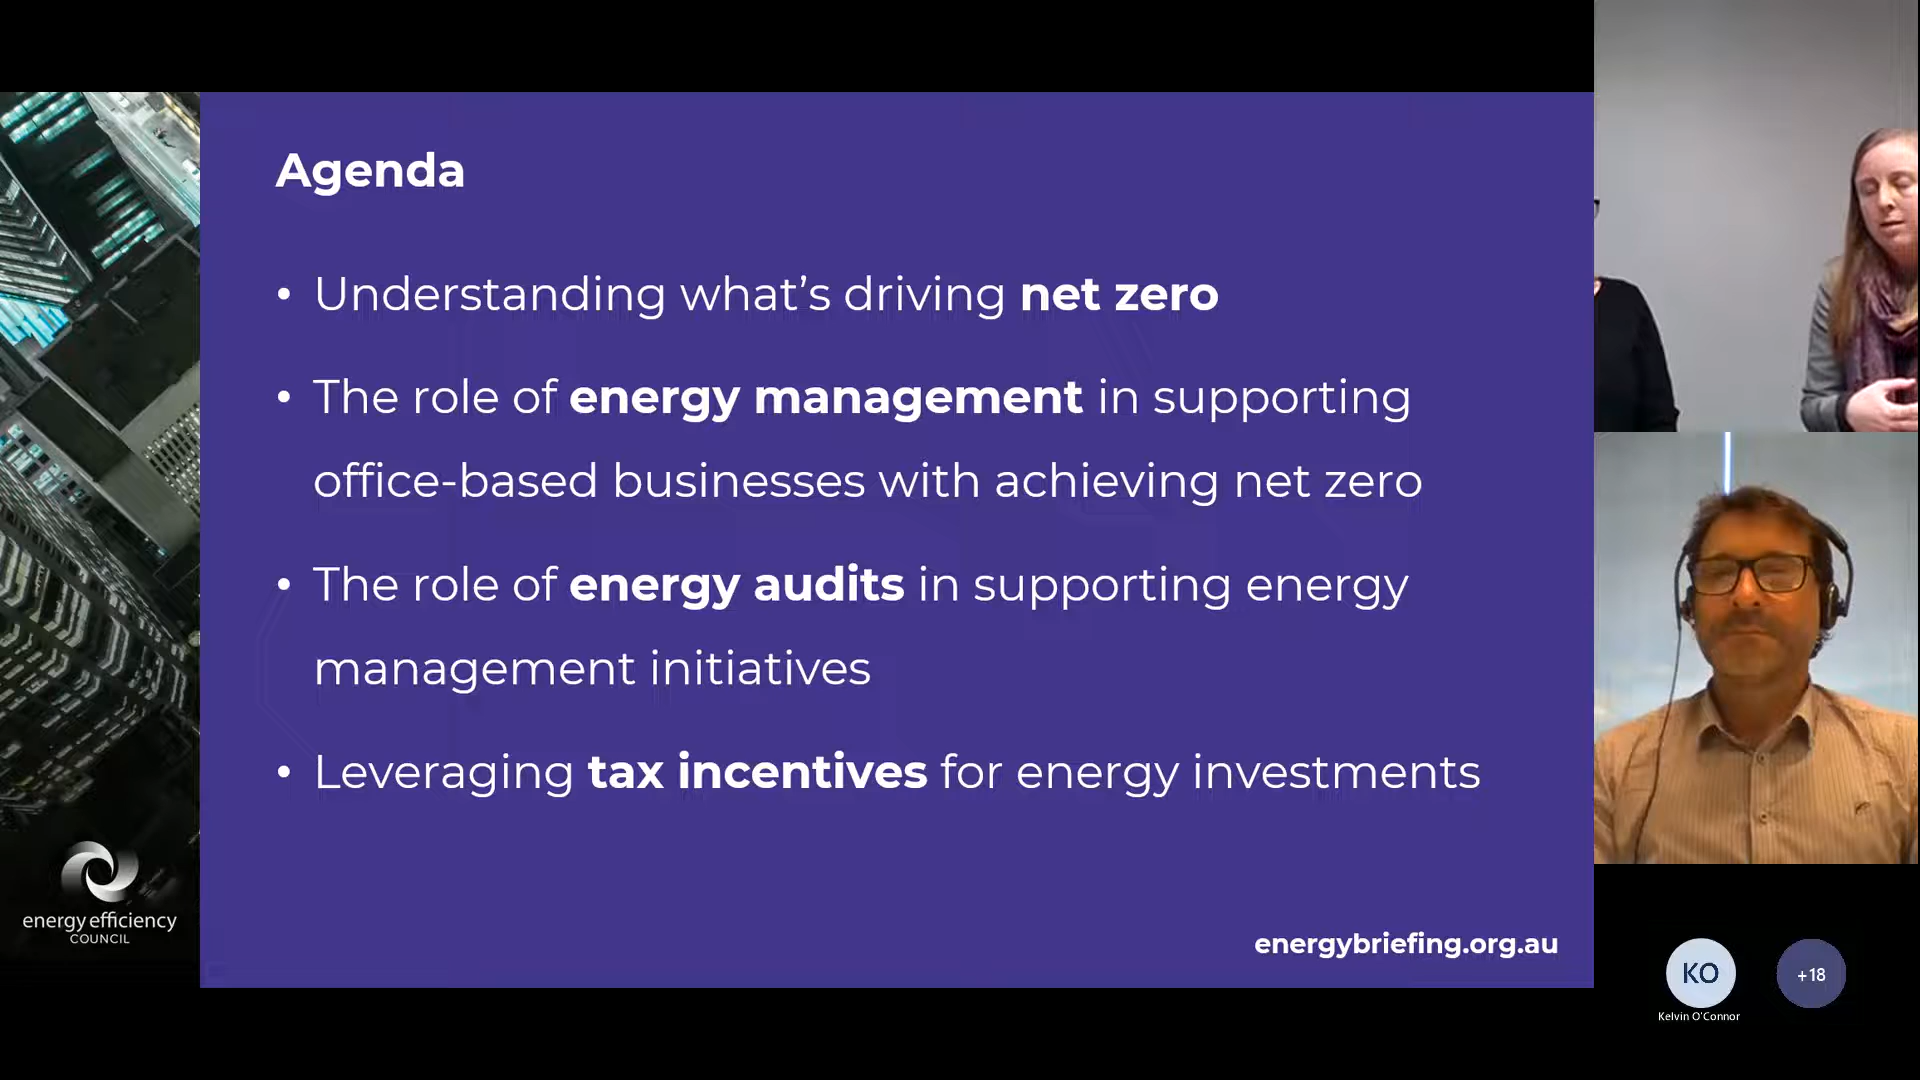 Agenda
• Understanding what’s driving net zero
• The role of energy management in supporting
office-based businesses with achieving net zero
• The role of energy audits in supporting energy
management initiatives
• Leveraging tax incentives for energy investments
energy efficiency
COUNCIL
energybriefing.org.au
KO
+18
Kelvin O'Connor